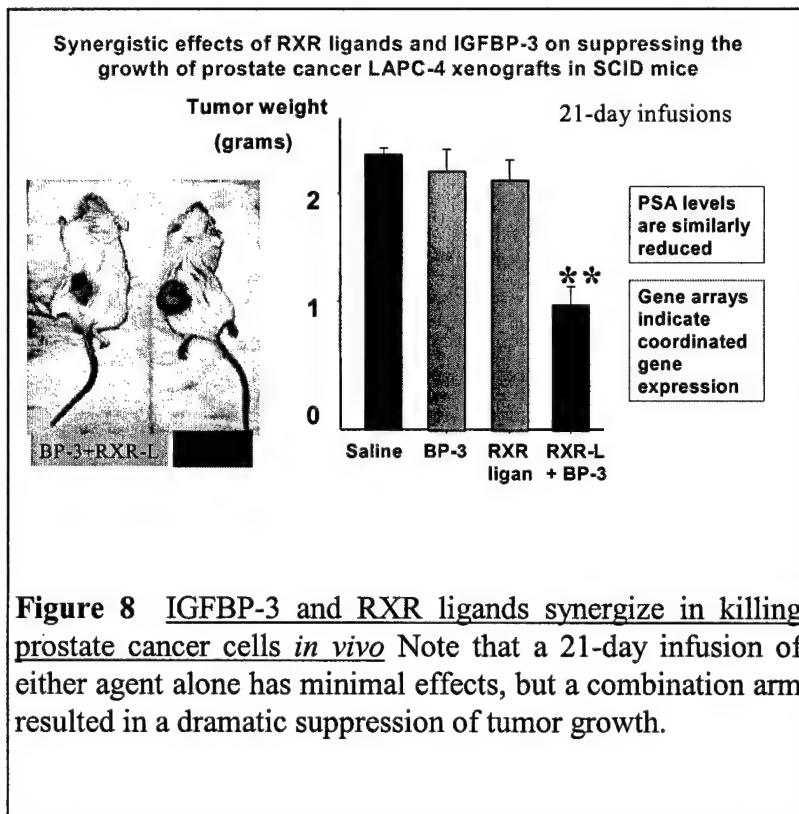 Synergistic effects of RXR ligands and IGFBP-3 on suppressing the
growth of prostate cancer LAPC-4 xenografts in SCID mice
Tumor weight
(grams)
21-day infusions
2
1
0
**
PSA levels
are similarly
reduced
Gene arrays
indicate
coordinated
gene
expression
BP-3+RXR-L
Saline BP-3 RXR RXR-L
ligan + BP-3
Figure 8 IGFBP-3 and RXR ligands synergize in killing
prostate cancer cells in vivo Note that a 21-day infusion of
either agent alone has minimal effects, but a combination arm
resulted in a dramatic suppression of tumor growth.